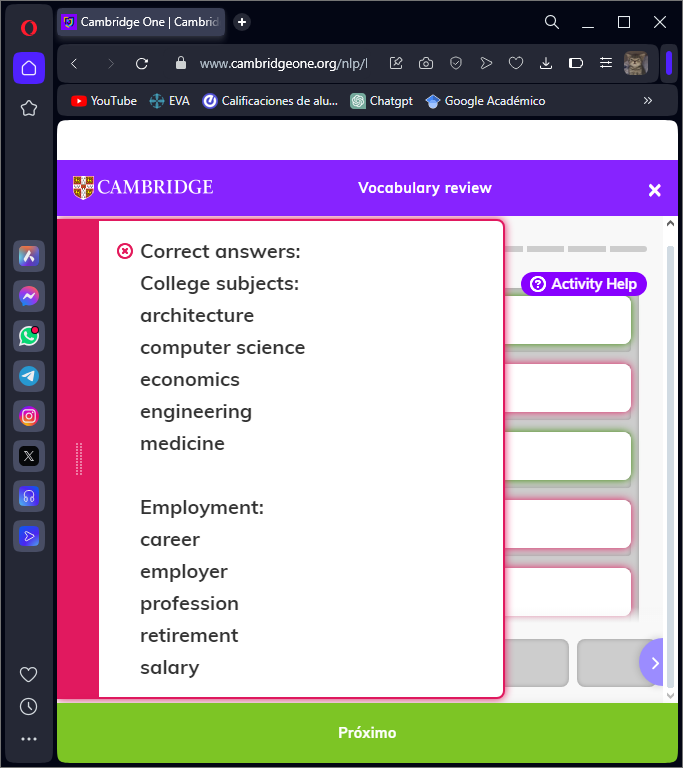 Cambridge One | Cambrid
www.cambridgeone.org/nlp/l
YouTube
EVA
Calificaciones de alu...
Chatgpt
Google Académico
»
CAMBRIDGE
Vocabulary review
Activity Help
Correct answers:
College subjects:
architecture
computer science
economics
engineering
medicine
Employment:
career
employer
profession
retirement
salary
Próximo